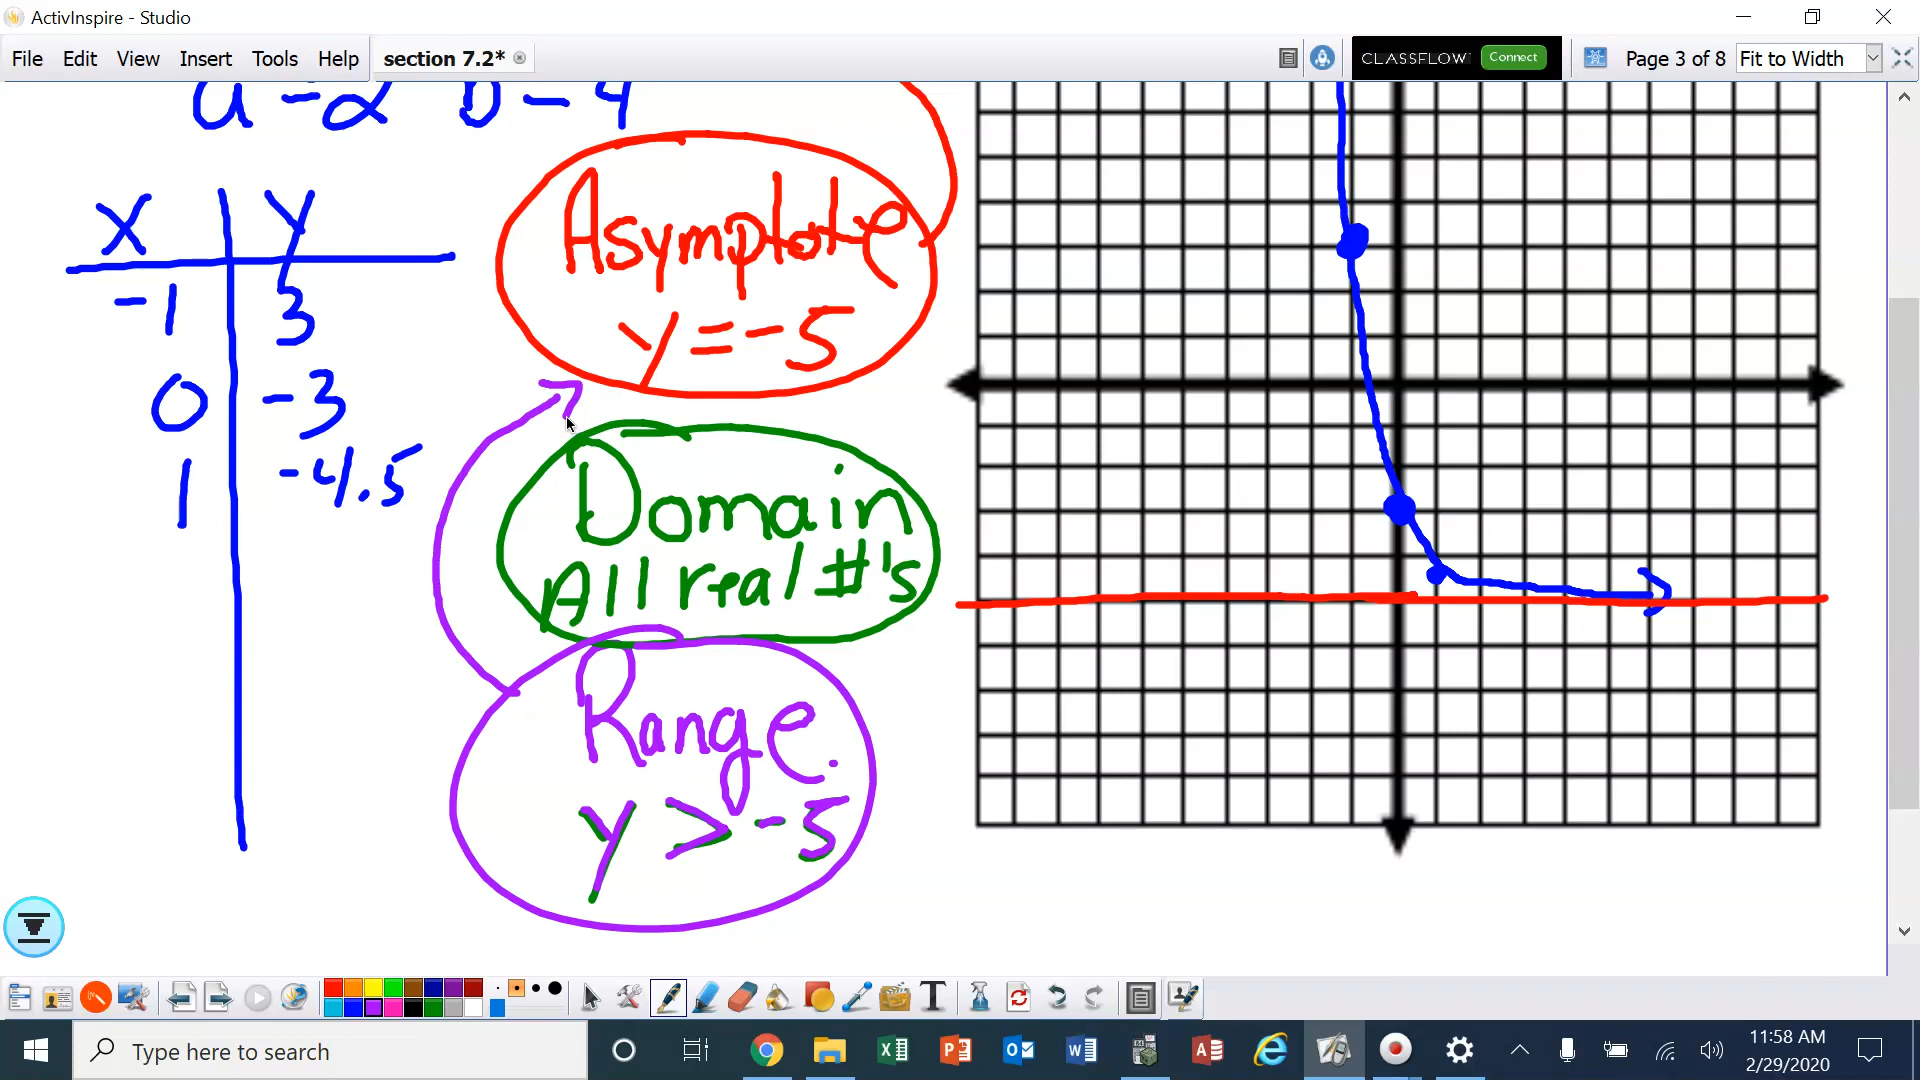 ActivInspire - Studio
File Edit View Insert Tools Help section 7.2*
CLASSFLOW Connect Page 3 of 8 Fit to Width
a = 2 b = 4
X Y
-1 3
0 -3
1 -4.5
Asymptote
y = -5
Domain
All real #'s
Range
y > -5
Type here to search
11:58 AM
2/29/2020